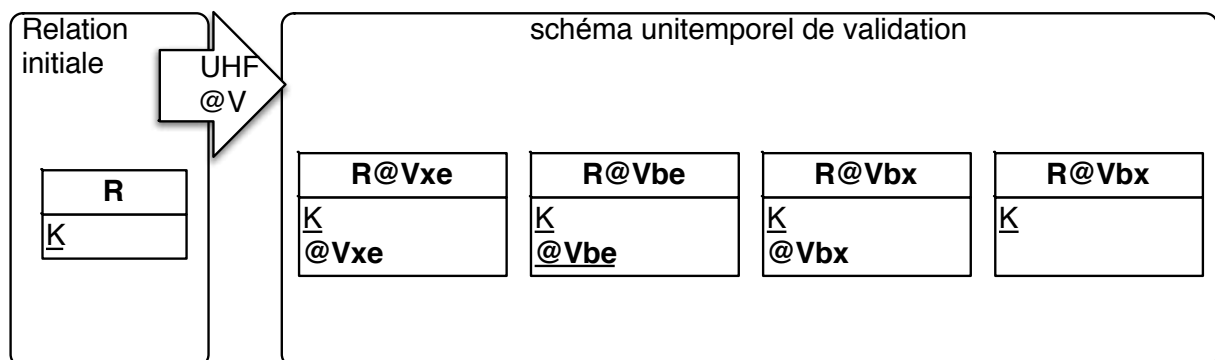 Relation
initiale
UHF
@V
R
K
schéma unitemporel de validation
R@Vxe
K
@Vxe
R@Vbe
K
@Vbe
R@Vbx
K
@Vbx
R@Vbx
K